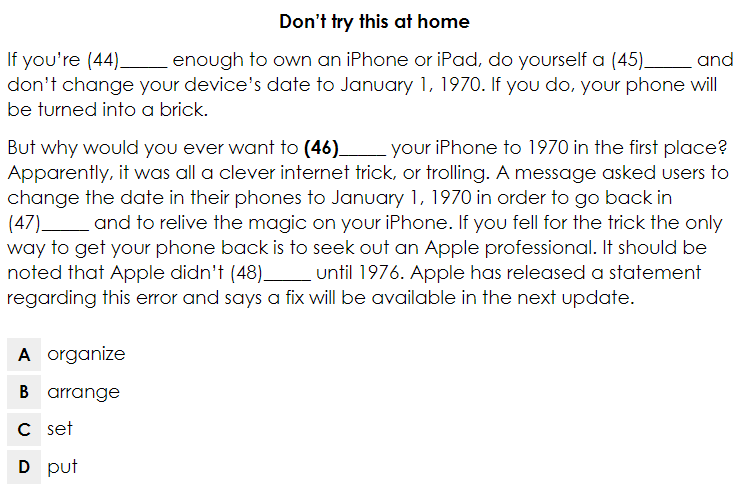 Don't try this at home
If you're (44)_____ enough to own an iPhone or iPad, do yourself a (45)_____ and
don't change your device's date to January 1, 1970. If you do, your phone will
be turned into a brick.
But why would you ever want to (46)_____ your iPhone to 1970 in the first place?
Apparently, it was all a clever internet trick, or trolling. A message asked users to
change the date in their phones to January 1, 1970 in order to go back in
(47)_____ and to relive the magic on your iPhone. If you fell for the trick the only
way to get your phone back is to seek out an Apple professional. It should be
noted that Apple didn't (48)_____ until 1976. Apple has released a statement
regarding this error and says a fix will be available in the next update.
A organize
B arrange
C set
D put